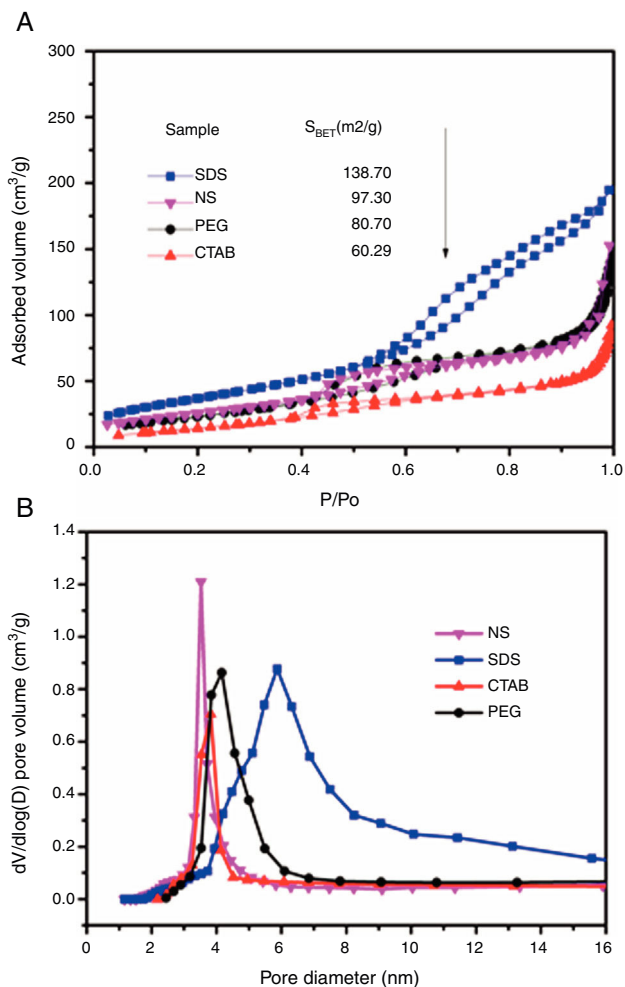 A
300
250
200
150
100
50
0
Adsorbed volume (cm³/g)
Sample S_BET(m2/g)
SDS 138.70
NS 97.30
PEG 80.70
CTAB 60.29
0.0 0.2 0.4 0.6 0.8 1.0
P/Po
B
1.4
1.2
1.0
0.8
0.6
0.4
0.2
0.0
dV/dlog(D) pore volume (cm³/g)
NS
SDS
CTAB
PEG
0 2 4 6 8 10 12 14 16
Pore diameter (nm)